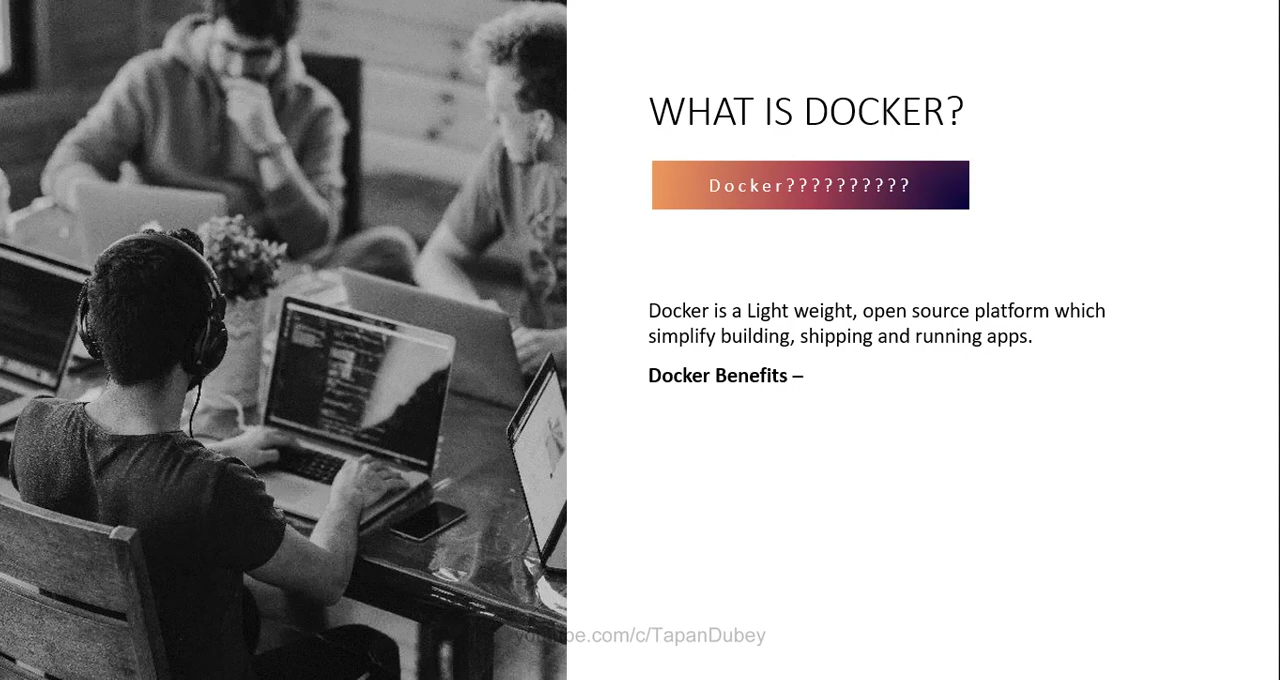 WHAT IS DOCKER?
Docker??????????
Docker is a Light weight, open source platform which
simplify building, shipping and running apps.
Docker Benefits –
youtube.com/c/TapanDubey